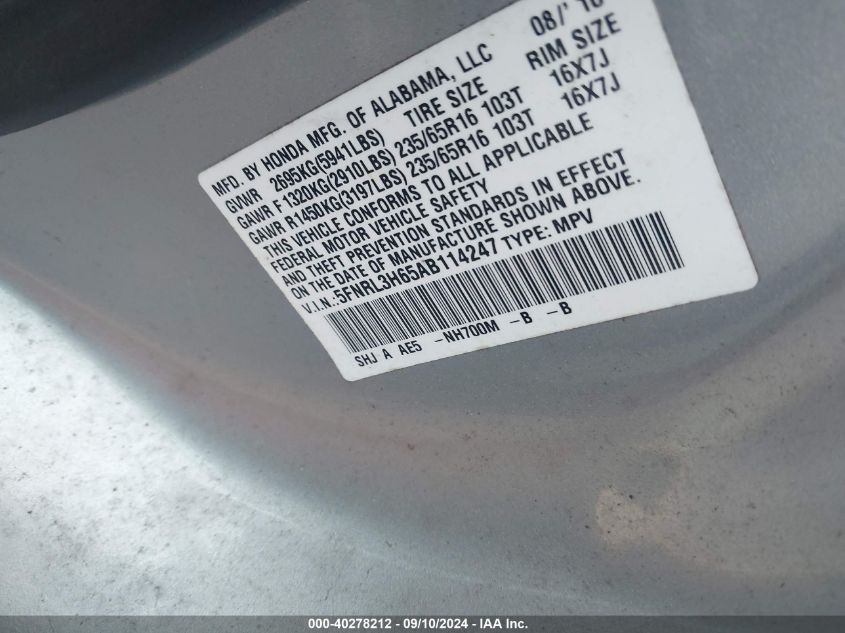 MFD. BY HONDA MFG. OF ALABAMA, LLC 08/'10
GVWR 2695KG(5941LBS) TIRE SIZE RIM SIZE
GAWR F 1320KG(2910LBS) 235/65R16 103T 16X7J
GAWR R1450KG(3197LBS) 235/65R16 103T 16X7J
THIS VEHICLE CONFORMS TO ALL APPLICABLE
FEDERAL MOTOR VEHICLE SAFETY
AND THEFT PREVENTION STANDARDS IN EFFECT
ON THE DATE OF MANUFACTURE SHOWN ABOVE.
V.I.N.:5FNRL3H65AB114247 TYPE: MPV
SHJ A AE5 -NH700M -B -B
000-40278212 - 09/10/2024 - IAA Inc.